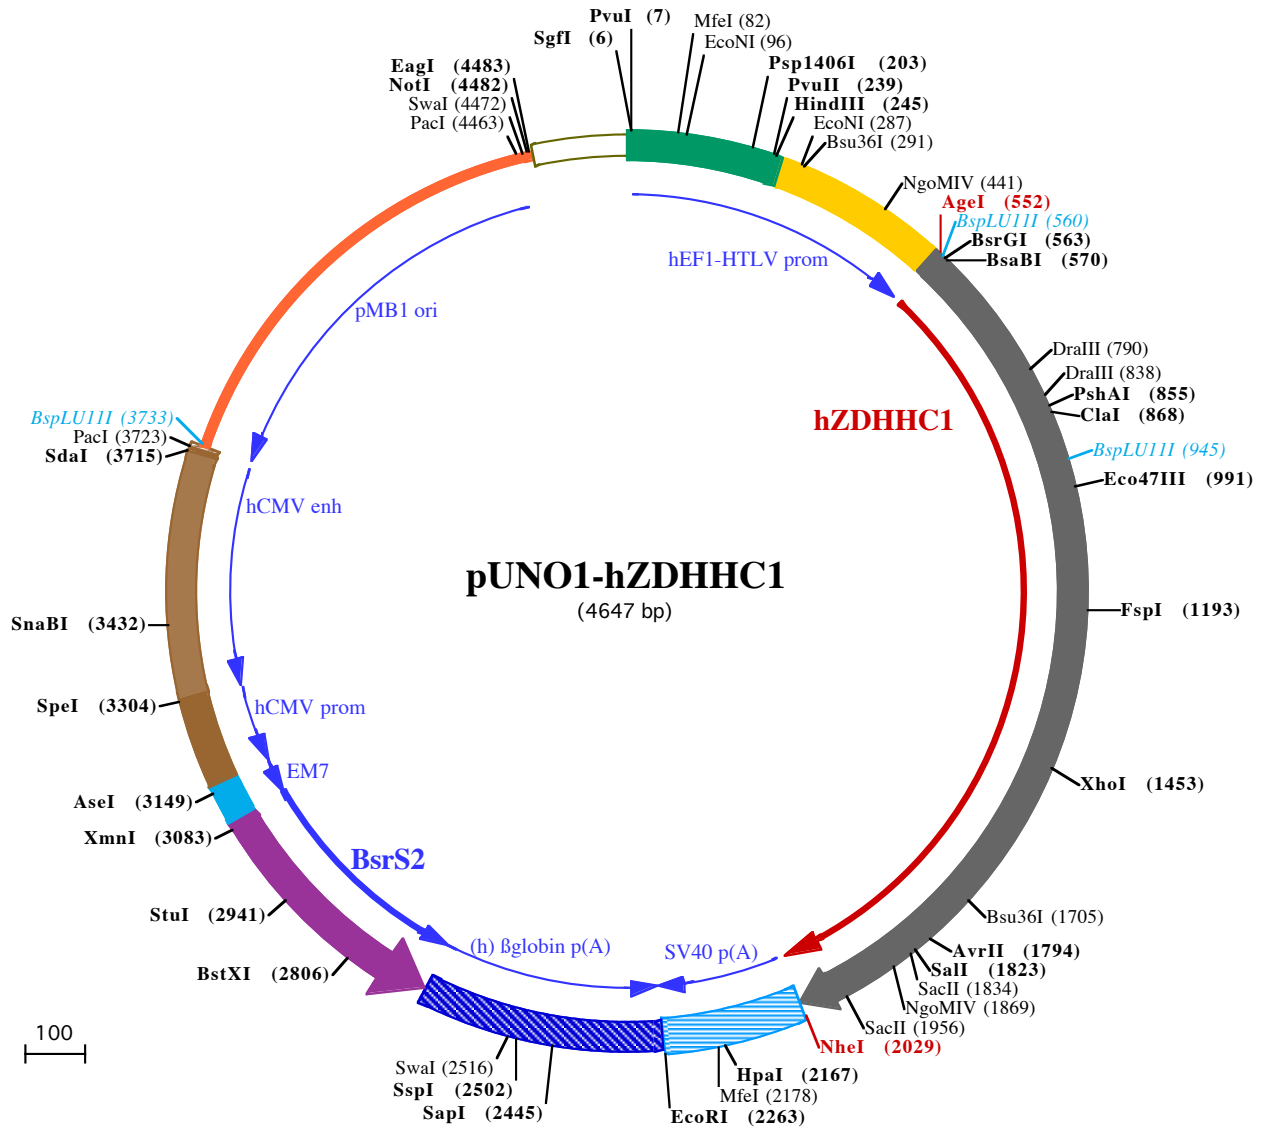 PvuI (7)
SgfI (6)
MfeI (82)
EcoNI (96)
Psp1406I (203)
PvuII (239)
HindIII (245)
EcoNI (287)
Bsu36I (291)
EagI (4483)
NotI (4482)
SwaI (4472)
PacI (4463)
NgoMIV (441)
AgeI (552)
BspLU11I (560)
BsrGI (563)
BsaBI (570)
hEF1-HTLV prom
pMB1 ori
DraIII (790)
DraIII (838)
PshAI (855)
ClaI (868)
hZDHHC1
BspLU11I (3733)
PacI (3723)
SdaI (3715)
BspLU11I (945)
Eco47III (991)
hCMV enh
pUNO1-hZDHHC1
(4647 bp)
FspI (1193)
SnaBI (3432)
SpeI (3304)
hCMV prom
EM7
XhoI (1453)
AseI (3149)
XmnI (3083)
BsrS2
StuI (2941)
Bsu36I (1705)
(h) ßglobin p(A)
SV40 p(A)
AvrII (1794)
SalI (1823)
BstXI (2806)
SacII (1834)
NgoMIV (1869)
SacII (1956)
100
NheI (2029)
SwaI (2516)
SspI (2502)
SapI (2445)
HpaI (2167)
MfeI (2178)
EcoRI (2263)